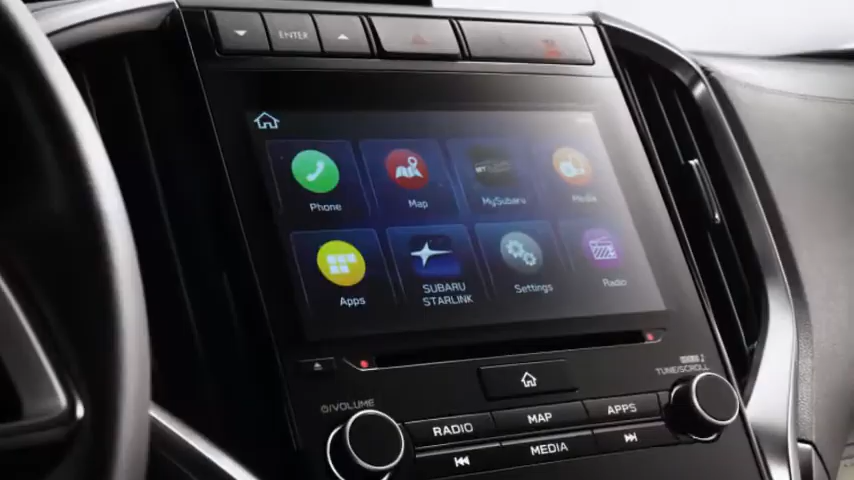 ENTER
Phone
Map
MySubaru
Media
Apps
SUBARU
STARLINK
Settings
Radio
VOLUME
TUNE/SCROLL
RADIO
MAP
APPS
MEDIA